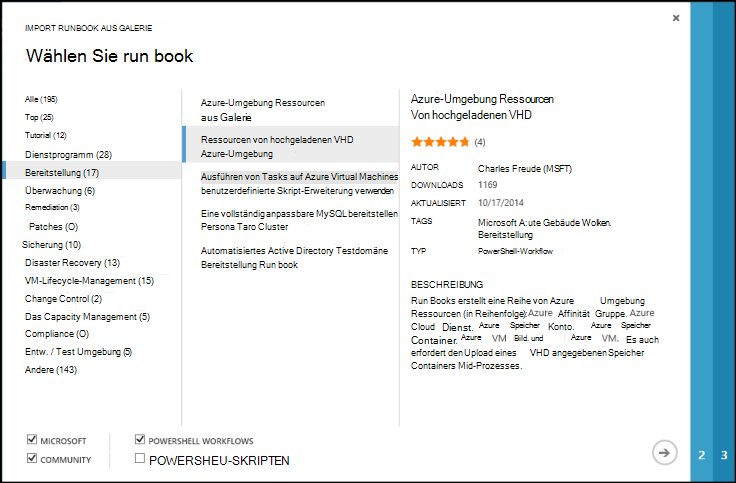 IMPORT RUNBOOK AUS GALERIE
Wählen Sie run book
Alle (195)
Top (25)
Tutorial (12)
Dienstprogramm (28)
Bereitstellung (17)
Überwachung (6)
Remediation (3)
Patches (O)
Sicherung (10)
Disaster Recovery (13)
VM-Lifecycle-Management (15)
Change Control (2)
Das Capacity Management (5)
Compliance (O)
Entw. / Test Umgebung (5)
Andere (143)
Azure-Umgebung Ressourcen
aus Galerie
Ressourcen von hochgeladenen VHD
Azure-Umgebung
Ausführen von Tasks auf Azure Virtual Machines
benutzerdefinierte Skript-Erweiterung verwenden
Eine vollständig anpassbare MySQL bereitstellen
Persona Taro Cluster
Automatisiertes Active Directory Testdomäne
Bereitstellung Run book
Azure-Umgebung Ressourcen
Von hochgeladenen VHD
(4)
AUTOR Charles Freude (MSFT)
DOWNLOADS 1169
AKTUALISIERT 10/17/2014
TAGS Microsoft A:ute Gebäude Wolken.
Bereitstellung
TYP PowerShell-Workflow
BESCHREIBUNG
Run Books erstellt eine Reihe von Azure Umgebung
Ressourcen (in Reihenfolge): Azure Affinität Gruppe. Azure
Cloud Dienst. Azure Speicher Konto. Azure Speicher
Container. Azure VM Bild. und Azure VM. Es auch
erfordert den Upload eines VHD angegebenen Speicher
Containers Mid-Prozesses.
MICROSOFT
POWERSHELL WORKFLOWS
COMMUNITY
POWERSHEU-SKRIPTEN
2 3